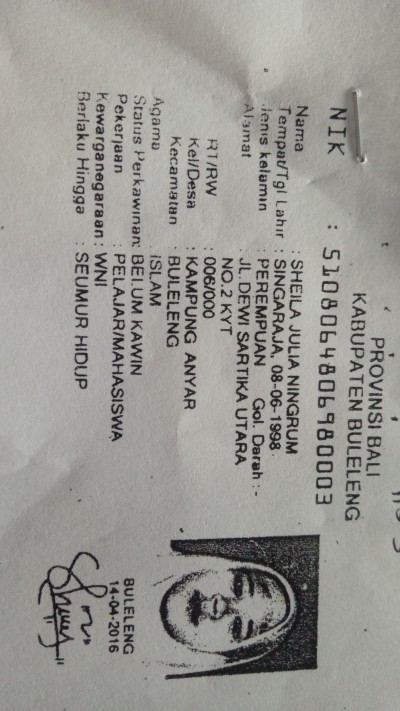 PROVINSI BALI
KABUPATEN BULELENG
NIK : 5108064806980003
Nama : SHEILA JULIA NINGRUM
Tempat/Tgl Lahir : SINGARAJA, 08-06-1998
Jenis kelamin : PEREMPUAN Gol. Darah : -
Alamat : JL. DEWI SARTIKA UTARA
NO.2 KYT
RT/RW : 006/000
Kel/Desa : KAMPUNG ANYAR
Kecamatan : BULELENG
Agama : ISLAM
Status Perkawinan: BELUM KAWIN
Pekerjaan : PELAJAR/MAHASISWA
Kewarganegaraan : WNI
Berlaku Hingga : SEUMUR HIDUP
BULELENG
14-04-2016